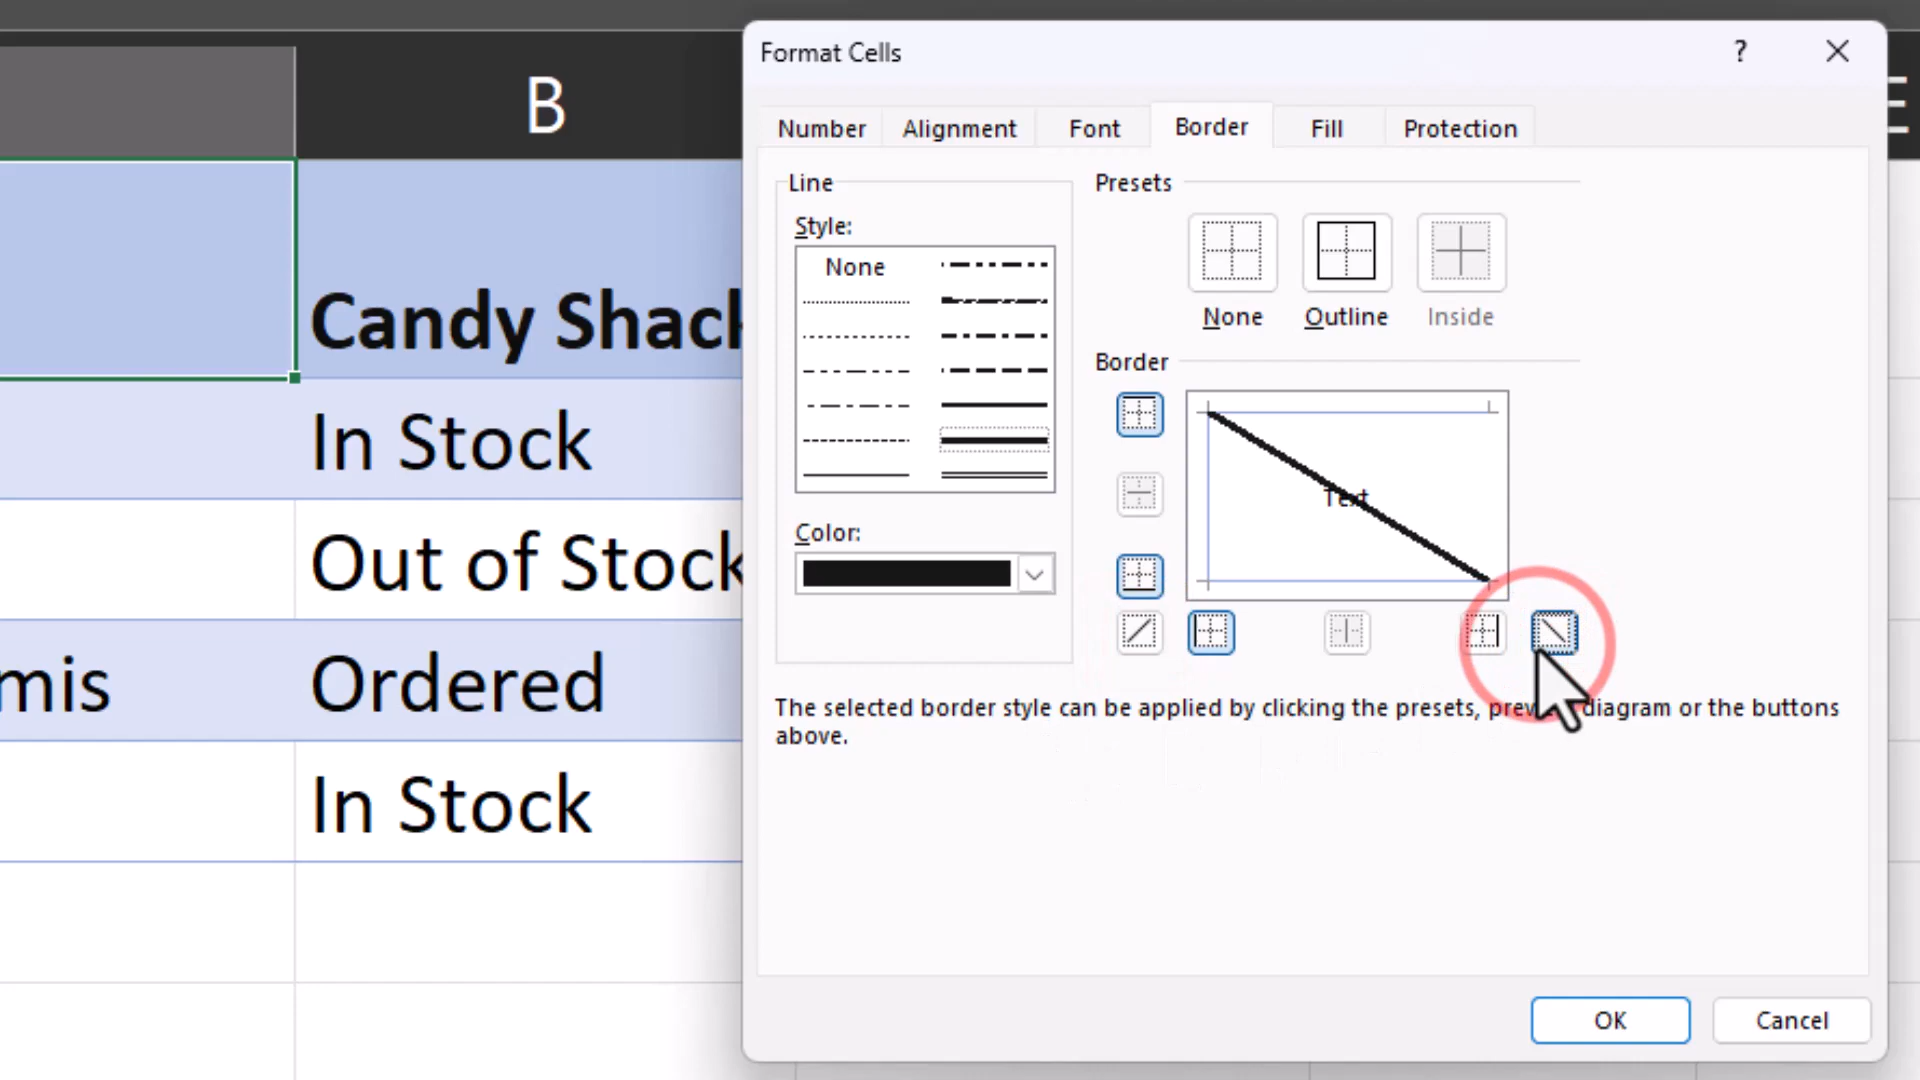 Format Cells
?
B
E
Number
Alignment
Font
Border
Fill
Protection
Line
Style:
None
Color:
Presets
None
Outline
Inside
Border
Text
The selected border style can be applied by clicking the presets, diagram or the buttons
above.
OK
Cancel
Candy Shack
In Stock
Out of Stock
mis
Ordered
In Stock